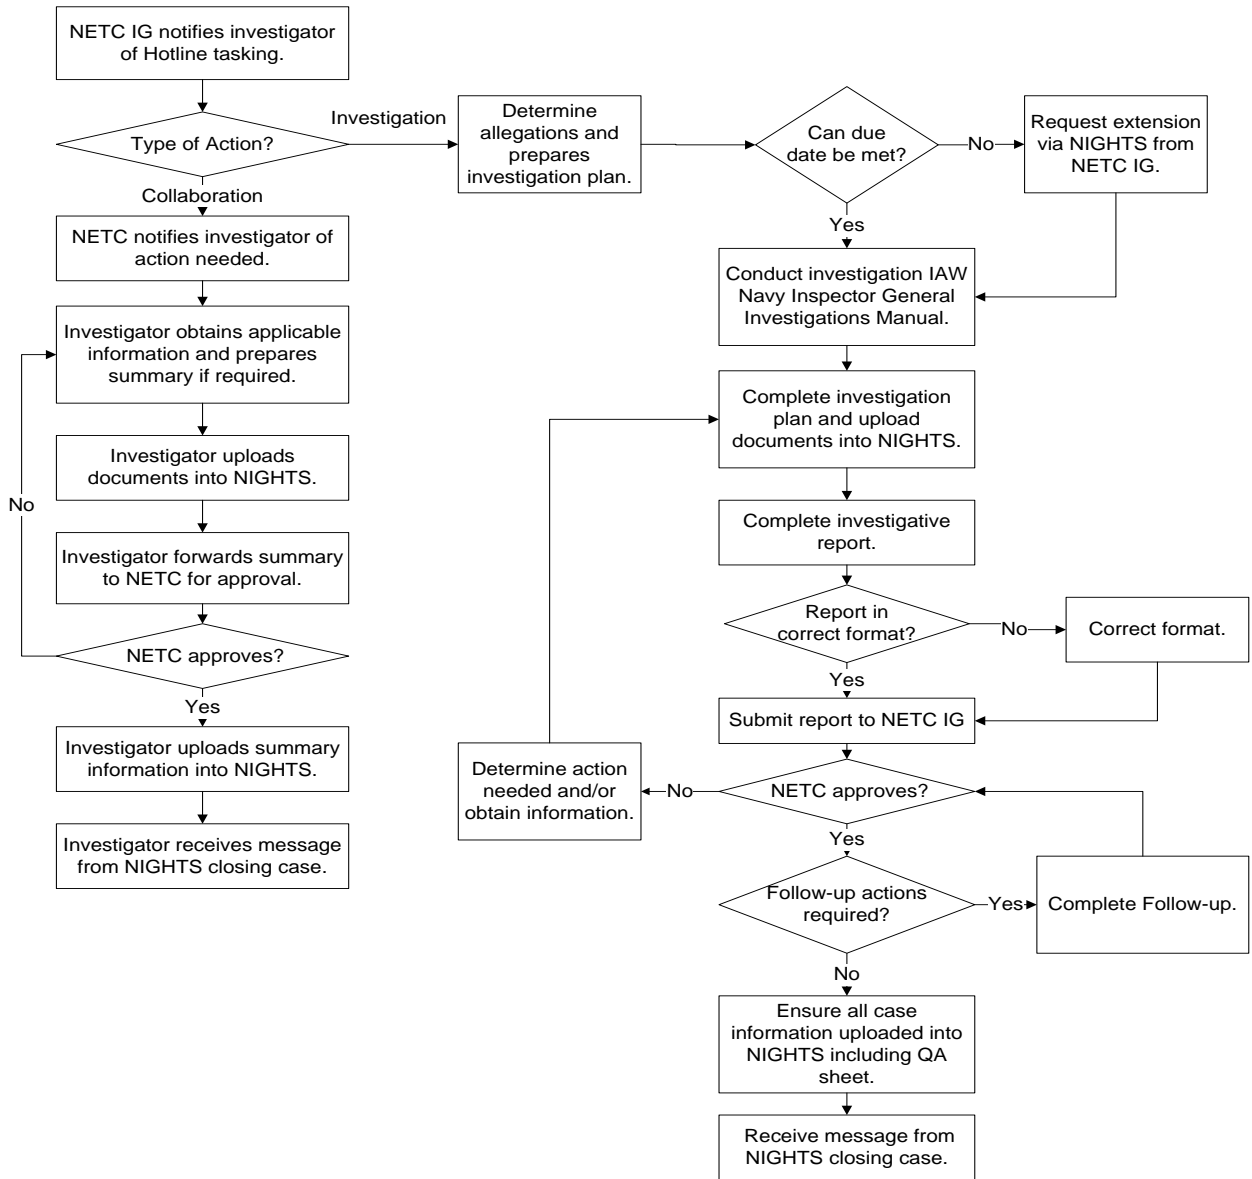 NETC IG notifies investigator
of Hotline tasking.
Type of Action?
Investigation
Determine
allegations and
prepares
investigation plan.
Can due
date be met?
No
Request extension
via NIGHTS from
NETC IG.
Collaboration
NETC notifies investigator of
action needed.
Yes
Conduct investigation IAW
Navy Inspector General
Investigations Manual.
Investigator obtains applicable
information and prepares
summary if required.
Complete investigation
plan and upload
documents into NIGHTS.
Investigator uploads
documents into NIGHTS.
No
Complete investigative
report.
Investigator forwards summary
to NETC for approval.
Report in
correct format?
No
Correct format.
NETC approves?
Yes
Yes
Submit report to NETC IG
Investigator uploads summary
information into NIGHTS.
Determine action
needed and/or
obtain information.
No
NETC approves?
Investigator receives message
from NIGHTS closing case.
Yes
Follow-up actions
required?
Yes
Complete Follow-up.
No
Ensure all case
information uploaded into
NIGHTS including QA
sheet.
Receive message from
NIGHTS closing case.